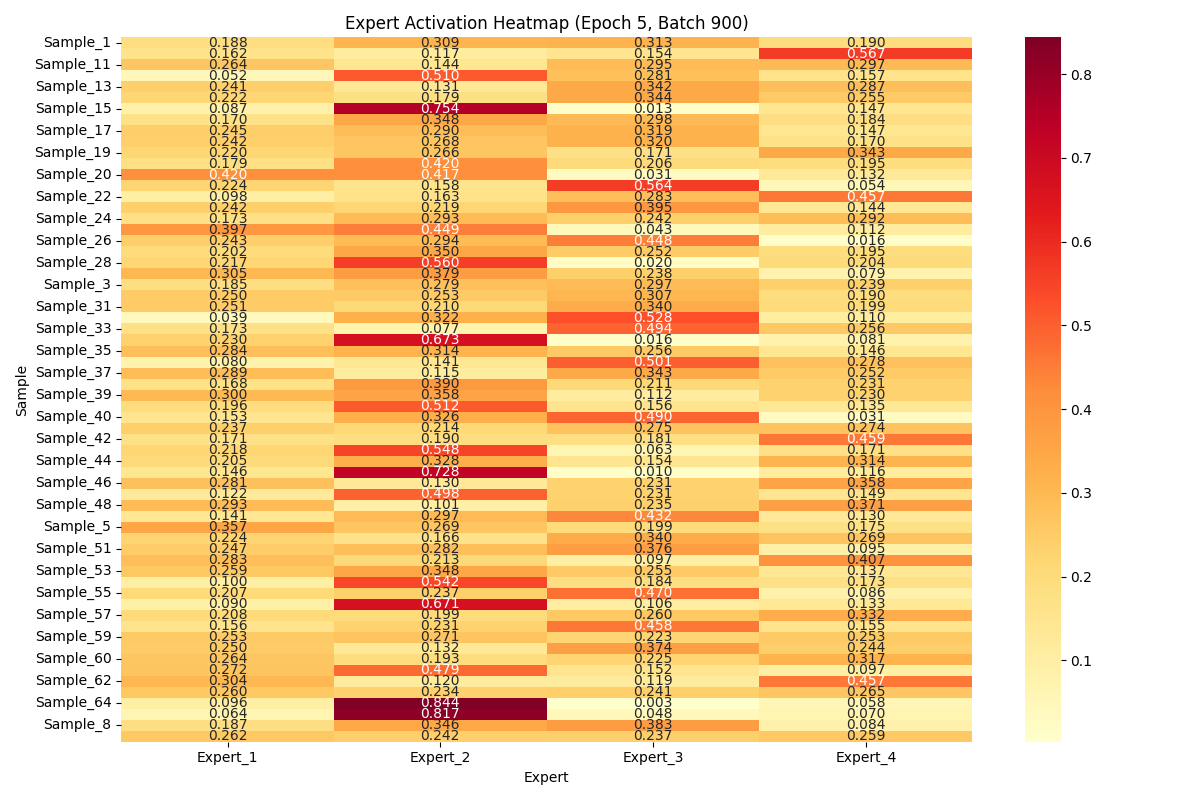 Expert Activation Heatmap (Epoch 5, Batch 900)
Sample_1 0.188 0.309 0.313 0.190
0.162 0.117 0.154 0.567
Sample_11 0.264 0.144 0.295 0.297
0.052 0.510 0.281 0.157
Sample_13 0.241 0.131 0.342 0.287
0.222 0.179 0.344 0.255
Sample_15 0.087 0.754 0.013 0.147
0.170 0.348 0.298 0.184
Sample_17 0.245 0.290 0.319 0.147
0.242 0.268 0.320 0.170
Sample_19 0.220 0.266 0.171 0.343
0.179 0.420 0.206 0.195
Sample_20 0.420 0.417 0.031 0.132
0.224 0.158 0.564 0.054
Sample_22 0.098 0.163 0.283 0.457
0.242 0.219 0.395 0.144
Sample_24 0.173 0.293 0.242 0.292
0.397 0.449 0.043 0.112
Sample_26 0.243 0.294 0.448 0.016
0.202 0.350 0.252 0.195
Sample_28 0.217 0.560 0.020 0.204
0.305 0.379 0.238 0.079
Sample_3 0.185 0.279 0.297 0.239
0.250 0.253 0.307 0.190
Sample_31 0.251 0.210 0.340 0.199
0.039 0.322 0.528 0.110
Sample_33 0.173 0.077 0.494 0.256
0.230 0.673 0.016 0.081
Sample_35 0.284 0.314 0.256 0.146
0.080 0.141 0.501 0.278
Sample_37 0.289 0.115 0.343 0.252
0.168 0.390 0.211 0.231
Sample_39 0.300 0.358 0.112 0.230
0.196 0.512 0.156 0.135
Sample_40 0.153 0.326 0.490 0.031
0.237 0.214 0.275 0.274
Sample_42 0.171 0.190 0.181 0.459
0.218 0.548 0.063 0.171
Sample_44 0.205 0.328 0.154 0.314
0.146 0.728 0.010 0.116
Sample_46 0.281 0.130 0.231 0.358
0.122 0.498 0.231 0.149
Sample_48 0.293 0.101 0.235 0.371
0.141 0.297 0.432 0.130
Sample_5 0.357 0.269 0.199 0.175
0.224 0.166 0.340 0.269
Sample_51 0.247 0.282 0.376 0.095
0.283 0.213 0.097 0.407
Sample_53 0.259 0.348 0.255 0.137
0.100 0.542 0.184 0.173
Sample_55 0.207 0.237 0.470 0.086
0.090 0.671 0.106 0.133
Sample_57 0.208 0.199 0.260 0.332
0.156 0.231 0.458 0.155
Sample_59 0.253 0.271 0.223 0.253
0.250 0.132 0.374 0.244
Sample_60 0.264 0.193 0.225 0.317
0.272 0.479 0.152 0.097
Sample_62 0.304 0.120 0.119 0.457
0.260 0.234 0.241 0.265
Sample_64 0.096 0.844 0.003 0.058
0.064 0.817 0.048 0.070
Sample_8 0.187 0.346 0.383 0.084
0.262 0.242 0.237 0.259
Expert_1 Expert_2 Expert_3 Expert_4
Expert
Sample
0.8
0.7
0.6
0.5
0.4
0.3
0.2
0.1